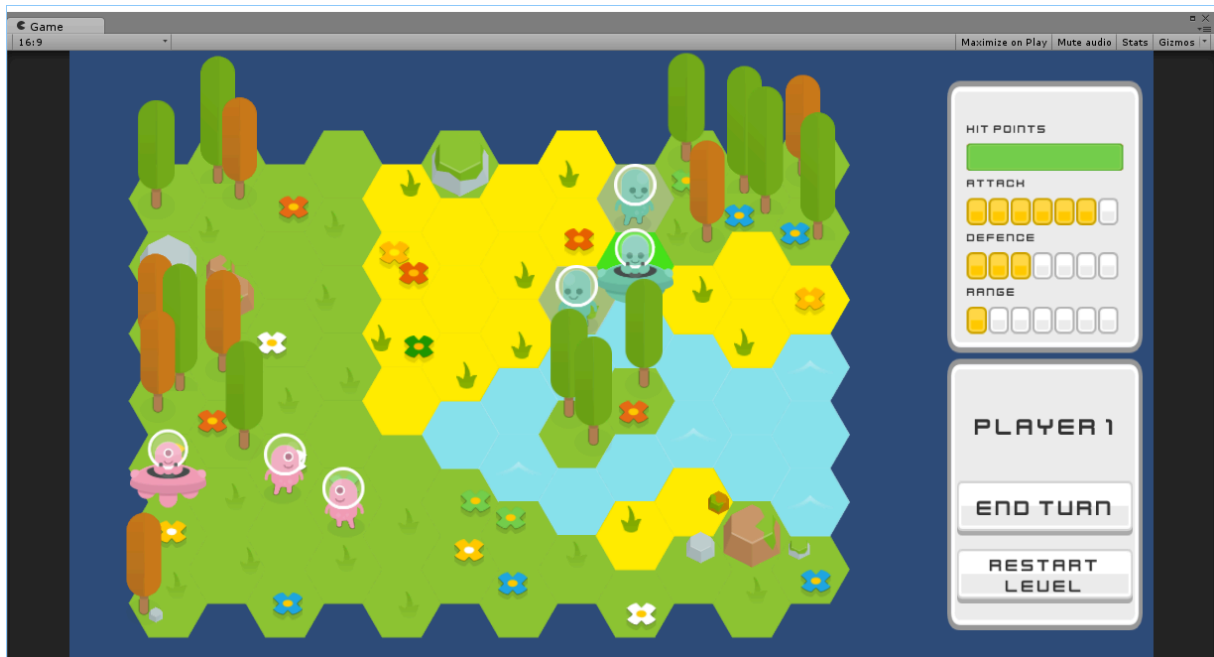 Game
16:9
Maximize on Play Mute audio Stats Gizmos
HIT POINTS
ATTACK
DEFENCE
RANGE
PLAYER 1
END TURN
RESTART
LEVEL